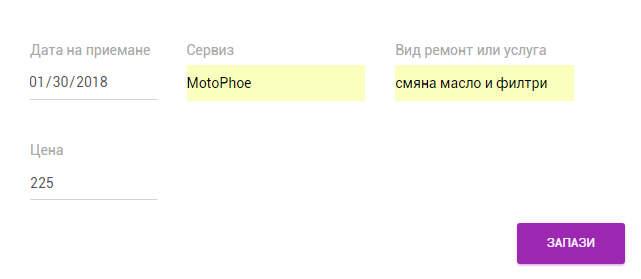 Дата на приемане Сервиз Вид ремонт или услуга
01/30/2018 MotoPhoe смяна масло и филтри
Цена
225
ЗАПАЗИ